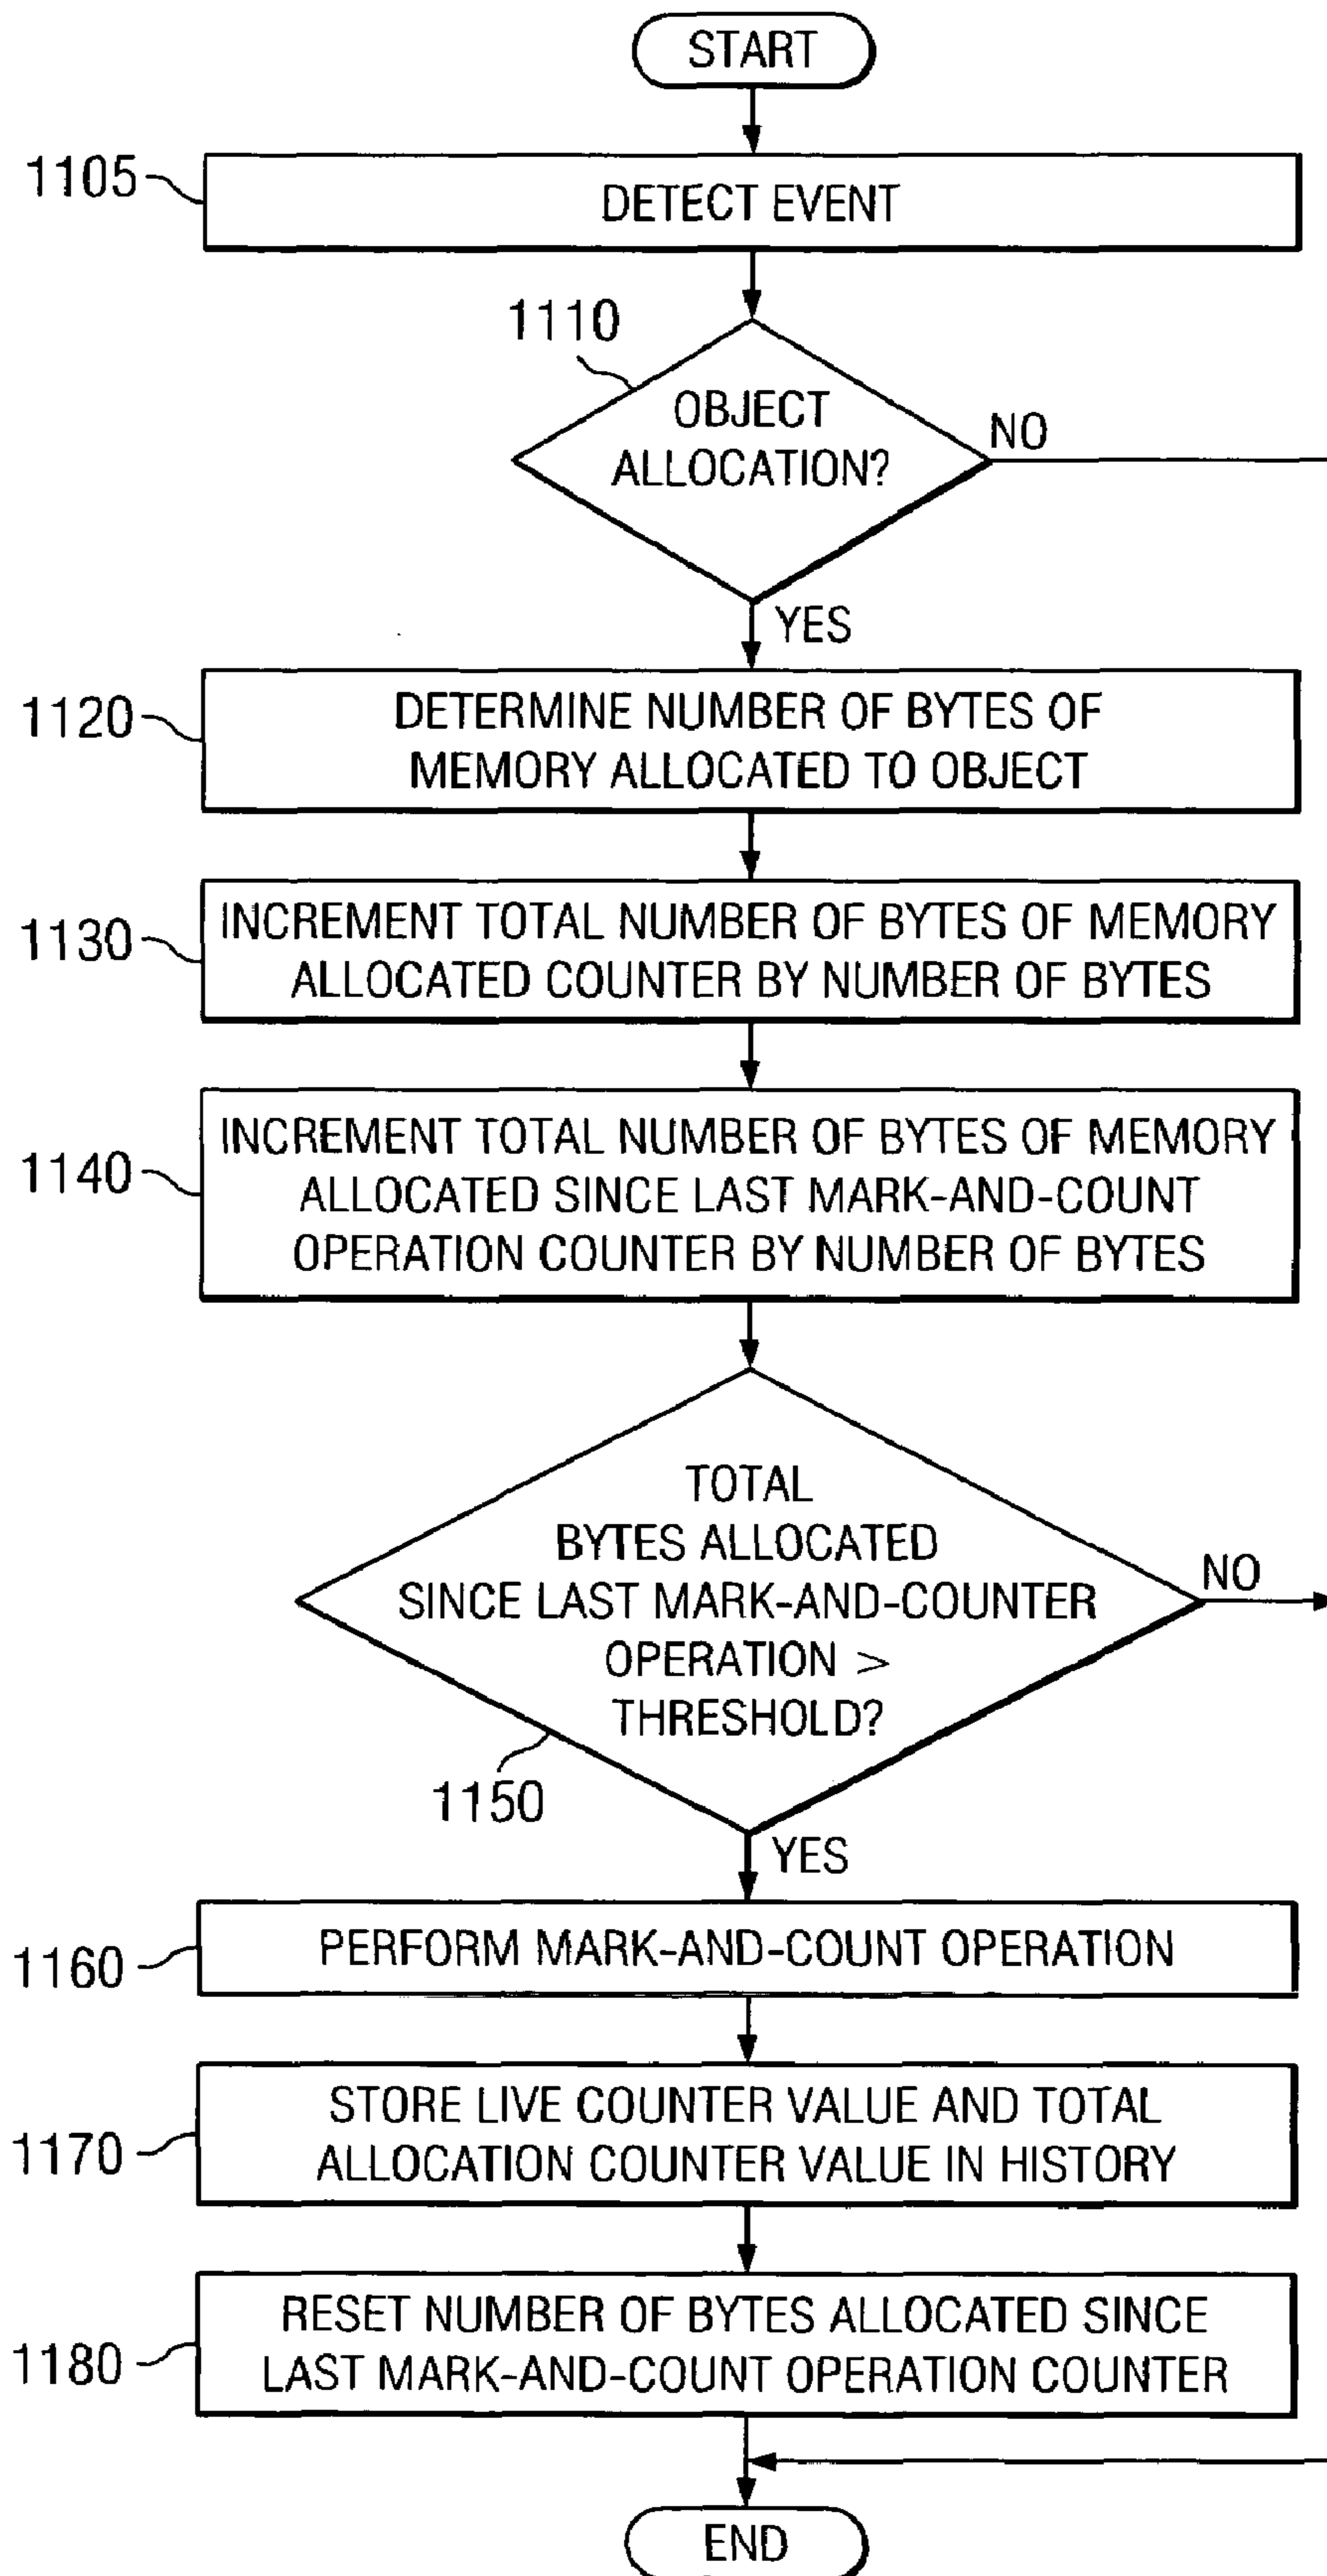 START
1105
DETECT EVENT
1110
OBJECT
ALLOCATION?
NO
YES
1120
DETERMINE NUMBER OF BYTES OF
MEMORY ALLOCATED TO OBJECT
1130
INCREMENT TOTAL NUMBER OF BYTES OF MEMORY
ALLOCATED COUNTER BY NUMBER OF BYTES
1140
INCREMENT TOTAL NUMBER OF BYTES OF MEMORY
ALLOCATED SINCE LAST MARK-AND-COUNT
OPERATION COUNTER BY NUMBER OF BYTES
TOTAL
BYTES ALLOCATED
SINCE LAST MARK-AND-COUNTER
OPERATION >
THRESHOLD?
NO
1150
YES
1160
PERFORM MARK-AND-COUNT OPERATION
1170
STORE LIVE COUNTER VALUE AND TOTAL
ALLOCATION COUNTER VALUE IN HISTORY
1180
RESET NUMBER OF BYTES ALLOCATED SINCE
LAST MARK-AND-COUNT OPERATION COUNTER
END